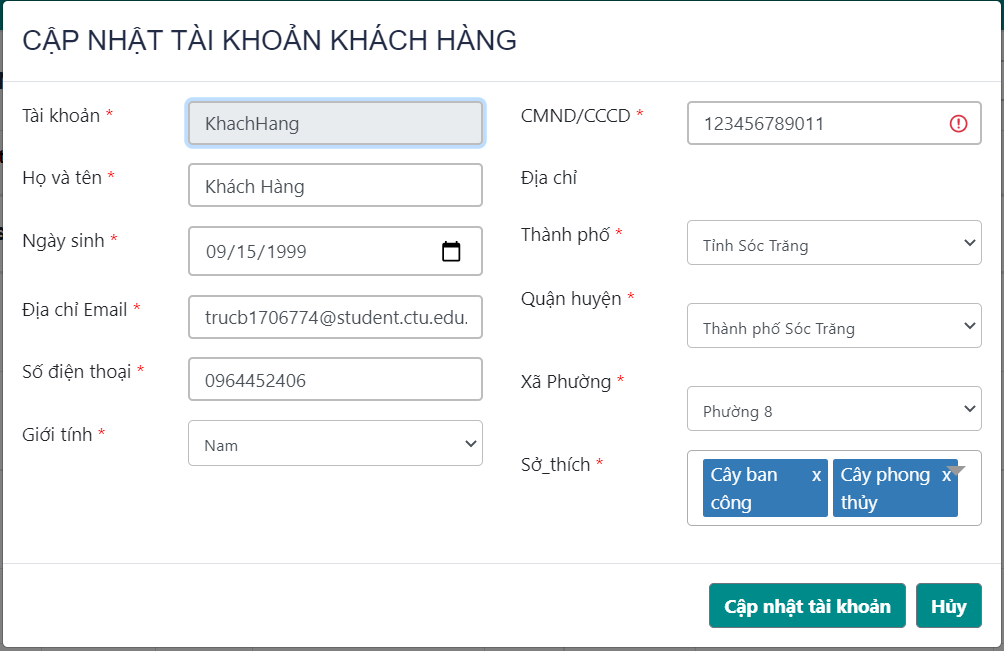 CẬP NHẬT TÀI KHOẢN KHÁCH HÀNG
Tài khoản *
KhachHang
Họ và tên *
Khách Hàng
Ngày sinh *
09/15/1999
Địa chỉ Email *
trucb1706774@student.ctu.edu.
Số điện thoại *
0964452406
Giới tính *
Nam
CMND/CCCD *
123456789011
Địa chỉ
Thành phố *
Tỉnh Sóc Trăng
Quận huyện *
Thành phố Sóc Trăng
Xã Phường *
Phường 8
Sở_thích *
Cây ban x
công
Cây phong x
thủy
Cập nhật tài khoản
Hủy